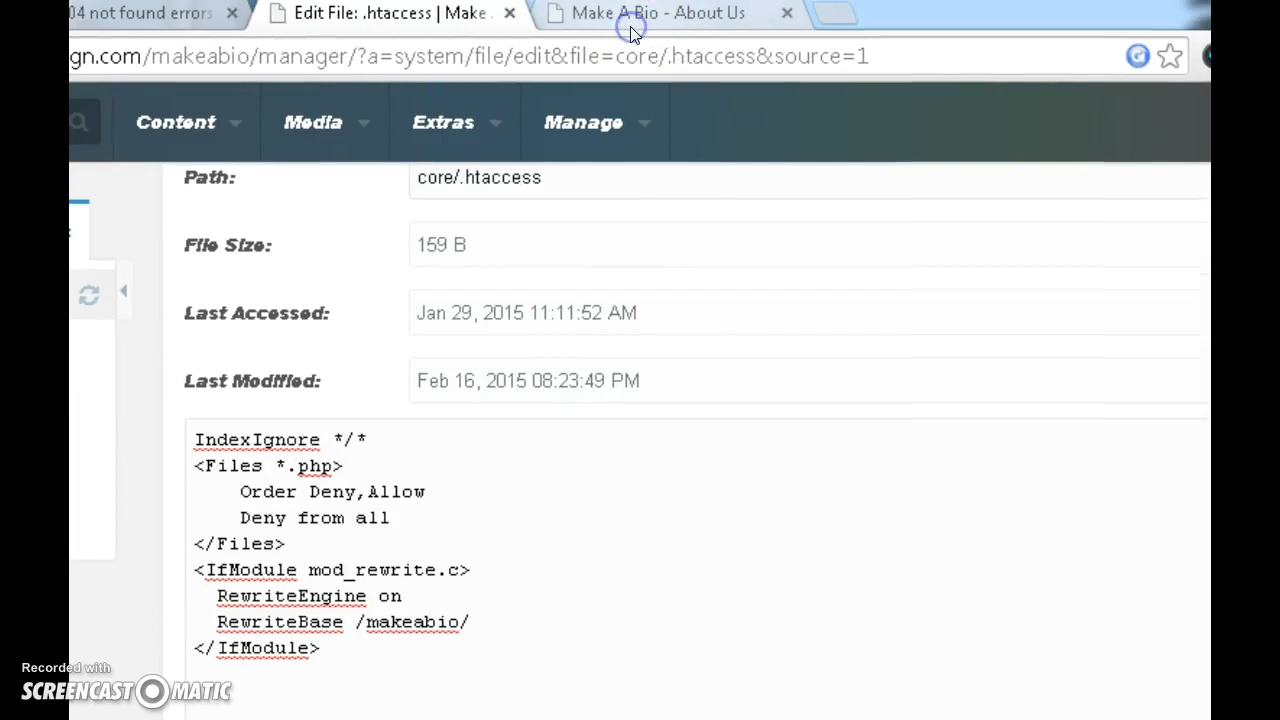 04 not found errors
Edit File: .htaccess | Make
Make A Bio - About Us
gn.com/makeabio/manager/?a=system/file/edit&file=core/.htaccess&source=1
Content
Media
Extras
Manage
Path:
core/.htaccess
File Size:
159 B
Last Accessed:
Jan 29, 2015 11:11:52 AM
Last Modified:
Feb 16, 2015 08:23:49 PM
IndexIgnore */*
<Files *.php>
Order Deny,Allow
Deny from all
</Files>
<IfModule mod_rewrite.c>
RewriteEngine on
RewriteBase /makeabio/
</IfModule>
Recorded with
SCREENCAST-O-MATIC